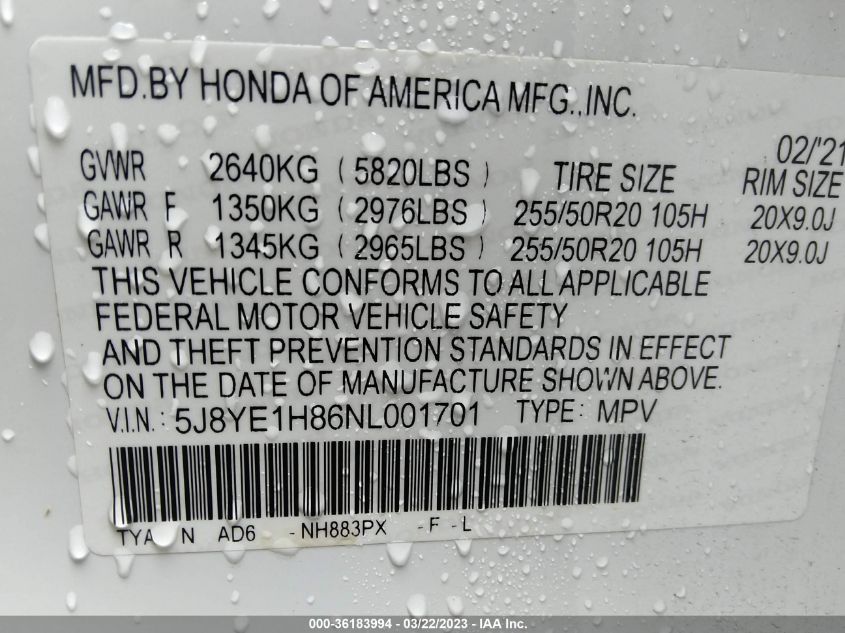 MFD.BY HONDA OF AMERICA MFG.,INC.
02/'21
GVWR 2640KG (5820LBS) TIRE SIZE RIM SIZE
GAWR F 1350KG (2976LBS) 255/50R20 105H 20X9.0J
GAWR R 1345KG (2965LBS) 255/50R20 105H 20X9.0J
THIS VEHICLE CONFORMS TO ALL APPLICABLE
FEDERAL MOTOR VEHICLE SAFETY
AND THEFT PREVENTION STANDARDS IN EFFECT
ON THE DATE OF MANUFACTURE SHOWN ABOVE.
V.I.N.: 5J8YE1H86NL001701 TYPE: MPV
N AD6 -NH883PX -F -L
000-36183994 - 03/22/2023 - IAA Inc.